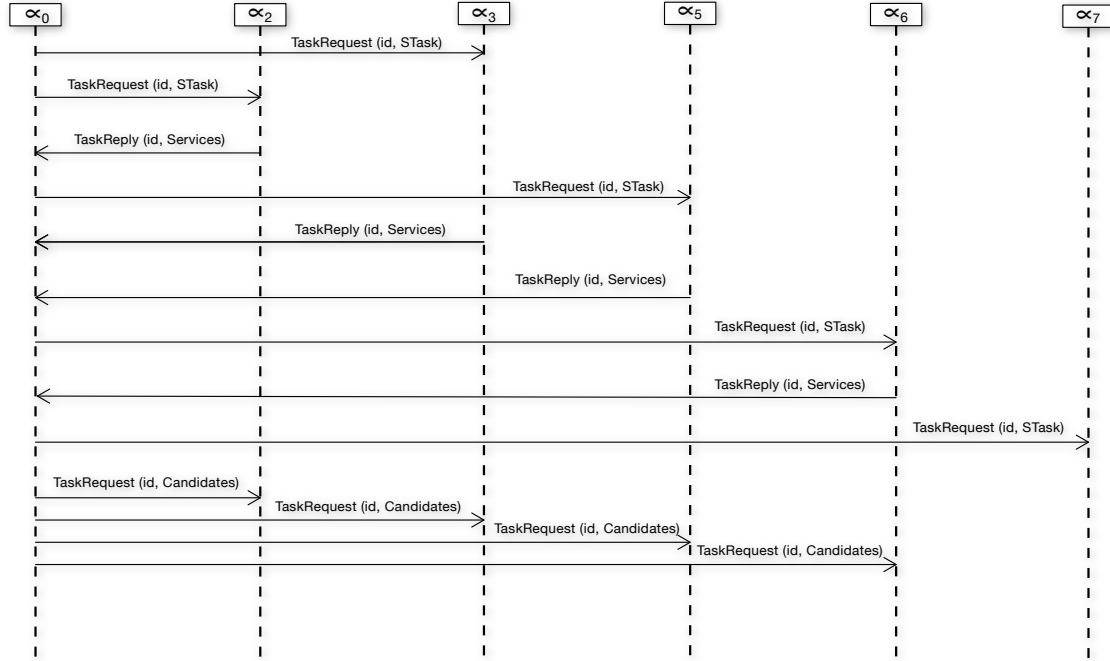 ∝0
∝2
∝3
∝5
∝6
∝7
TaskRequest (id, STask)
TaskRequest (id, STask)
TaskReply (id, Services)
TaskRequest (id, STask)
TaskReply (id, Services)
TaskReply (id, Services)
TaskRequest (id, STask)
TaskReply (id, Services)
TaskRequest (id, STask)
TaskRequest (id, Candidates)
TaskRequest (id, Candidates)
TaskRequest (id, Candidates)
TaskRequest (id, Candidates)